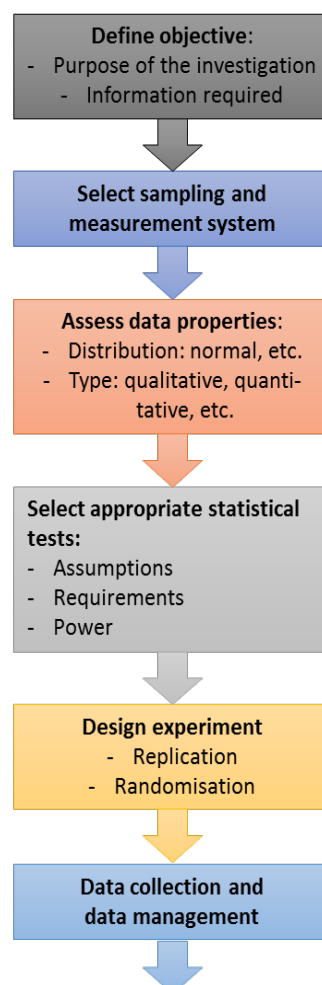 Define objective:
- Purpose of the investigation
- Information required
Select sampling and
measurement system
Assess data properties:
- Distribution: normal, etc.
- Type: qualitative, quanti-
tative, etc.
Select appropriate statistical
tests:
- Assumptions
- Requirements
- Power
Design experiment
- Replication
- Randomisation
Data collection and
data management